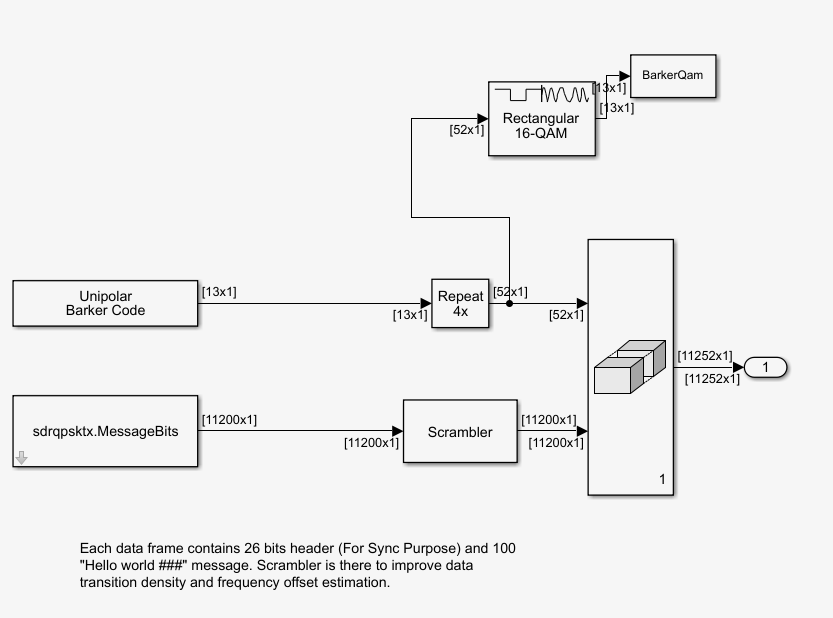 BarkerQam
[13x1]
[13x1]
Rectangular
16-QAM
[52x1]
Unipolar
Barker Code
[13x1]
[13x1]
Repeat
4x
[52x1]
[52x1]
[11252x1]
[11252x1]
1
sdrqpsktx.MessageBits
[11200x1]
[11200x1]
Scrambler
[11200x1]
[11200x1]
1
Each data frame contains 26 bits header (For Sync Purpose) and 100
"Hello world ###" message. Scrambler is there to improve data
transition density and frequency offset estimation.